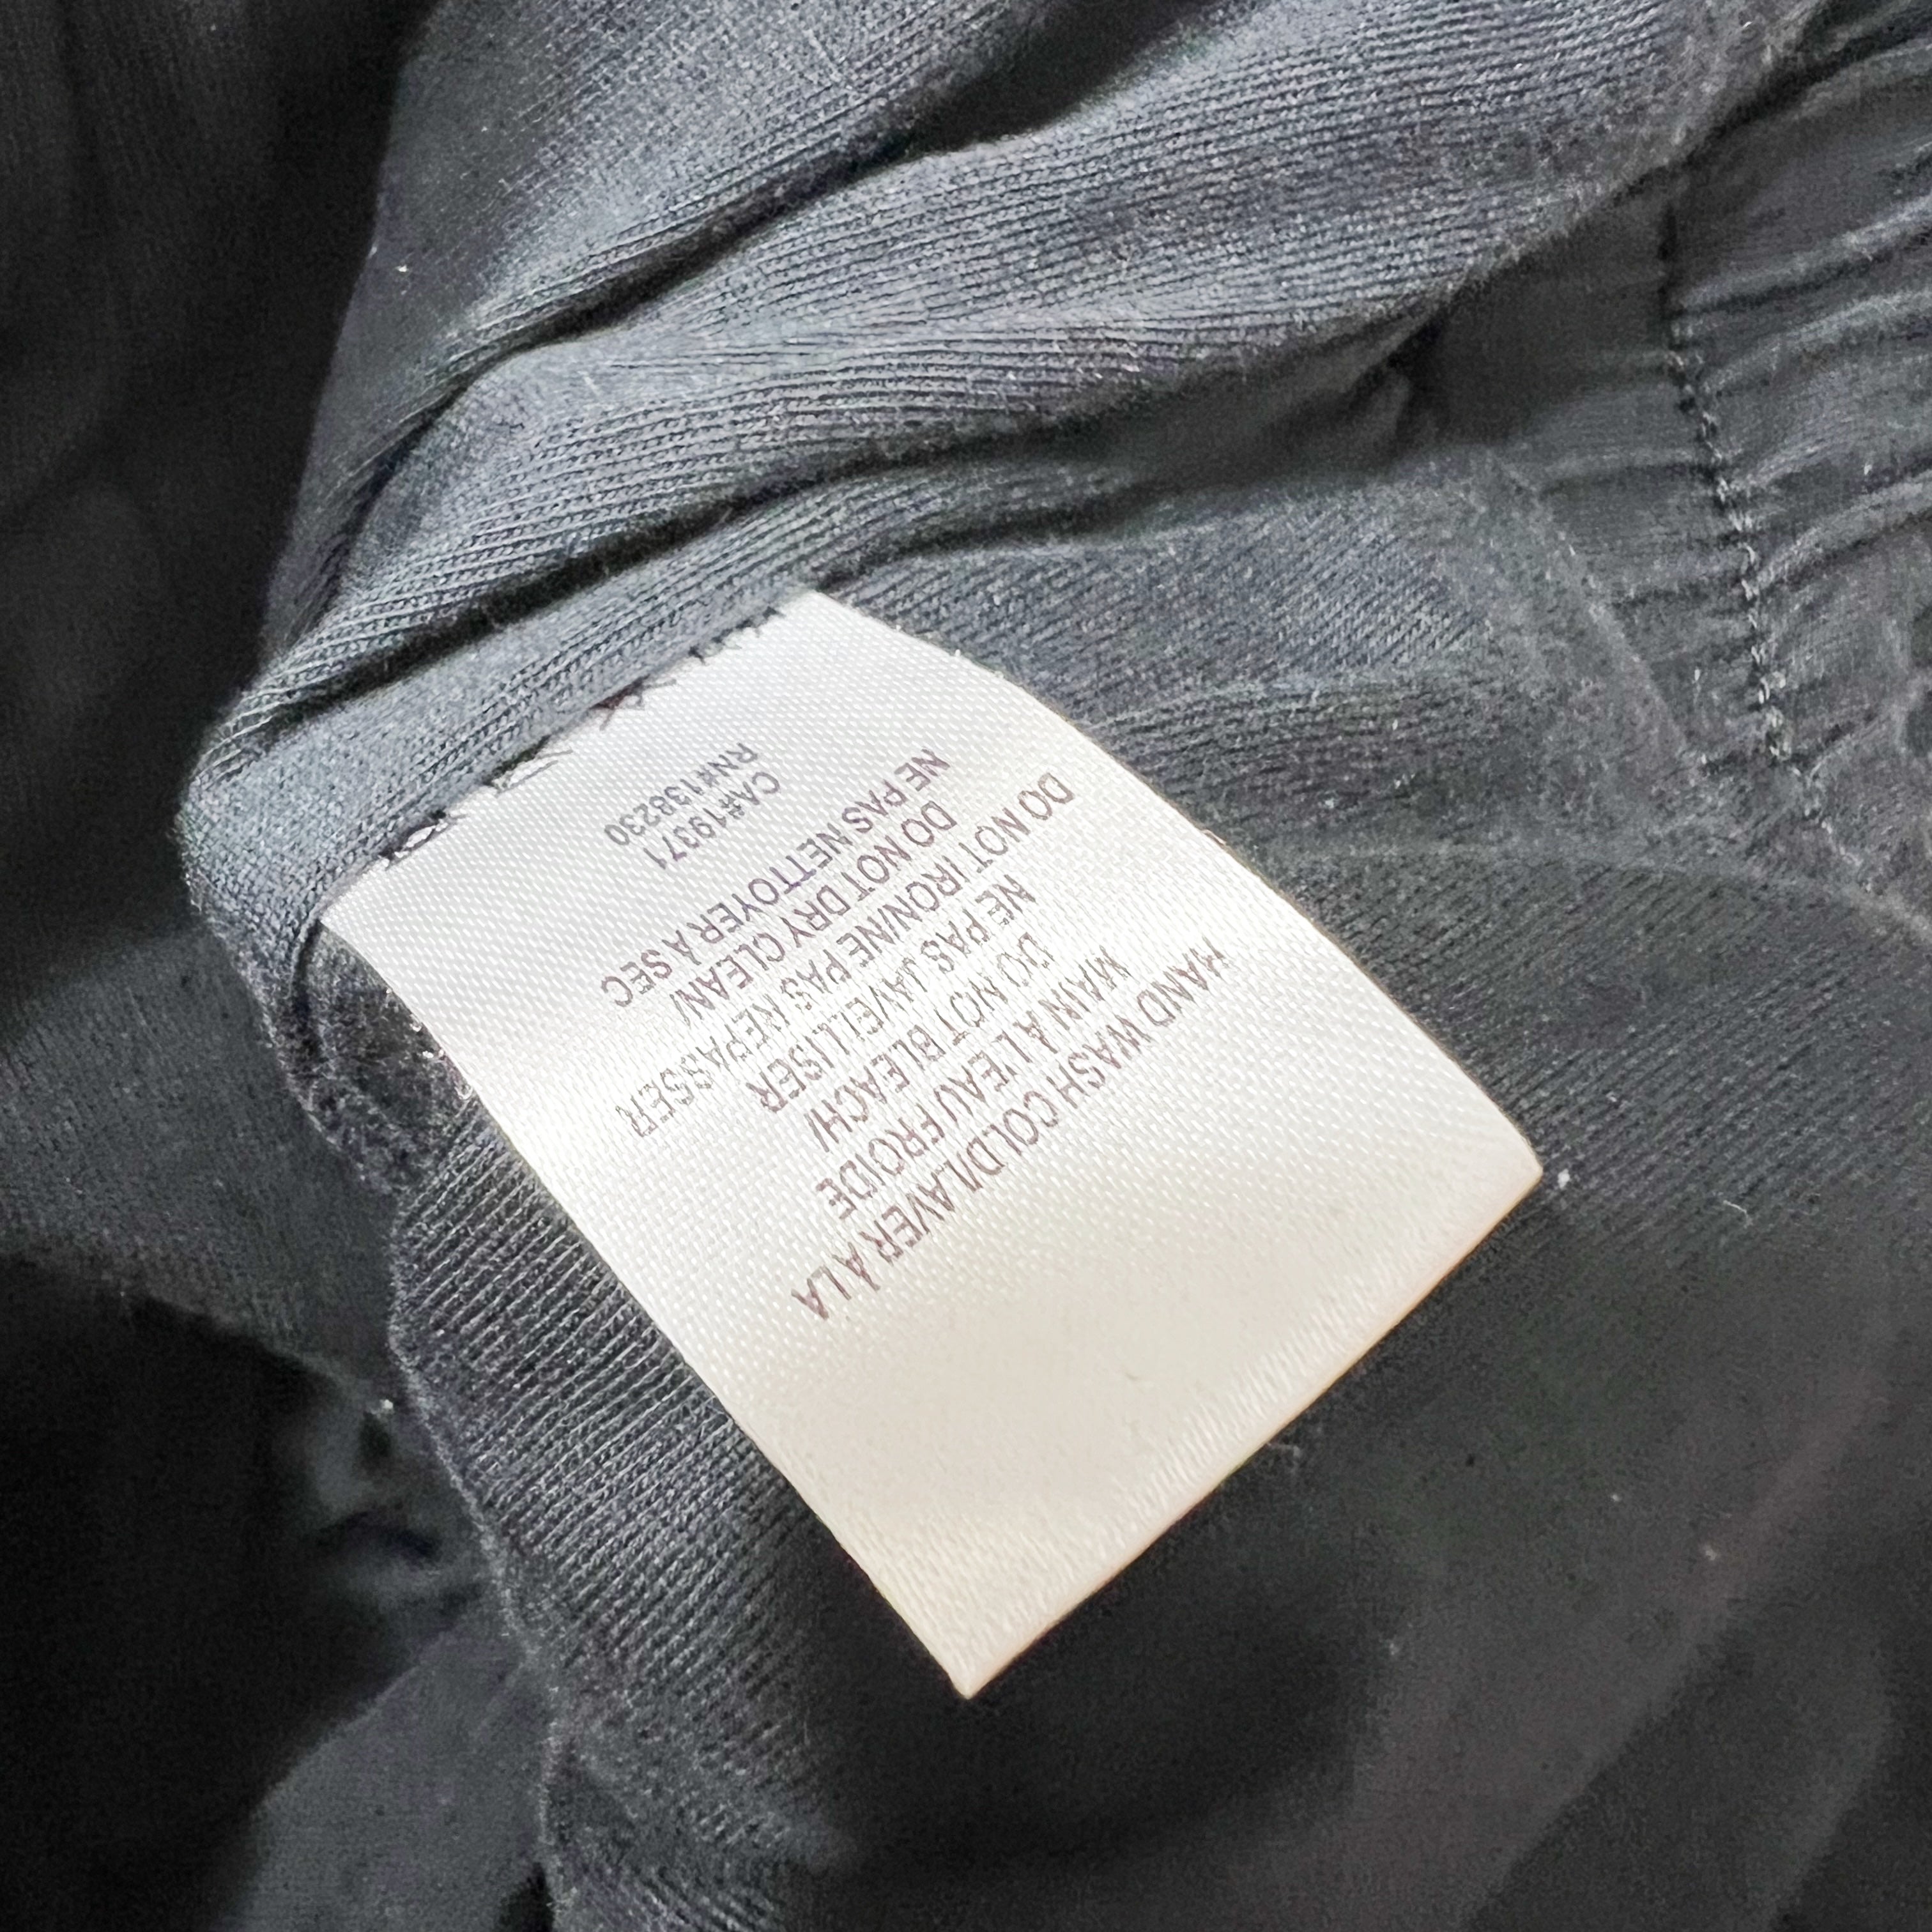 HAND WASH COLD/LAVER À LA
MAIN À L'EAU FROIDE
DO NOT BLEACH/
NE PAS JAVELLISER
DO NOT IRON/NE PAS REPASSER
DO NOT DRY CLEAN/
NE PAS NETTOYER À SEC
CA#19371
RN#138230